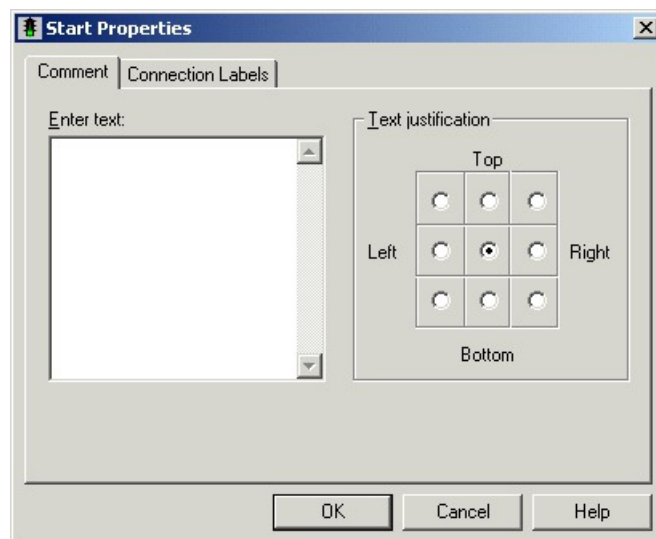 Start Properties
Comment
Connection Labels
Enter text:
Text justification
Top
Left
Right
Bottom
OK
Cancel
Help